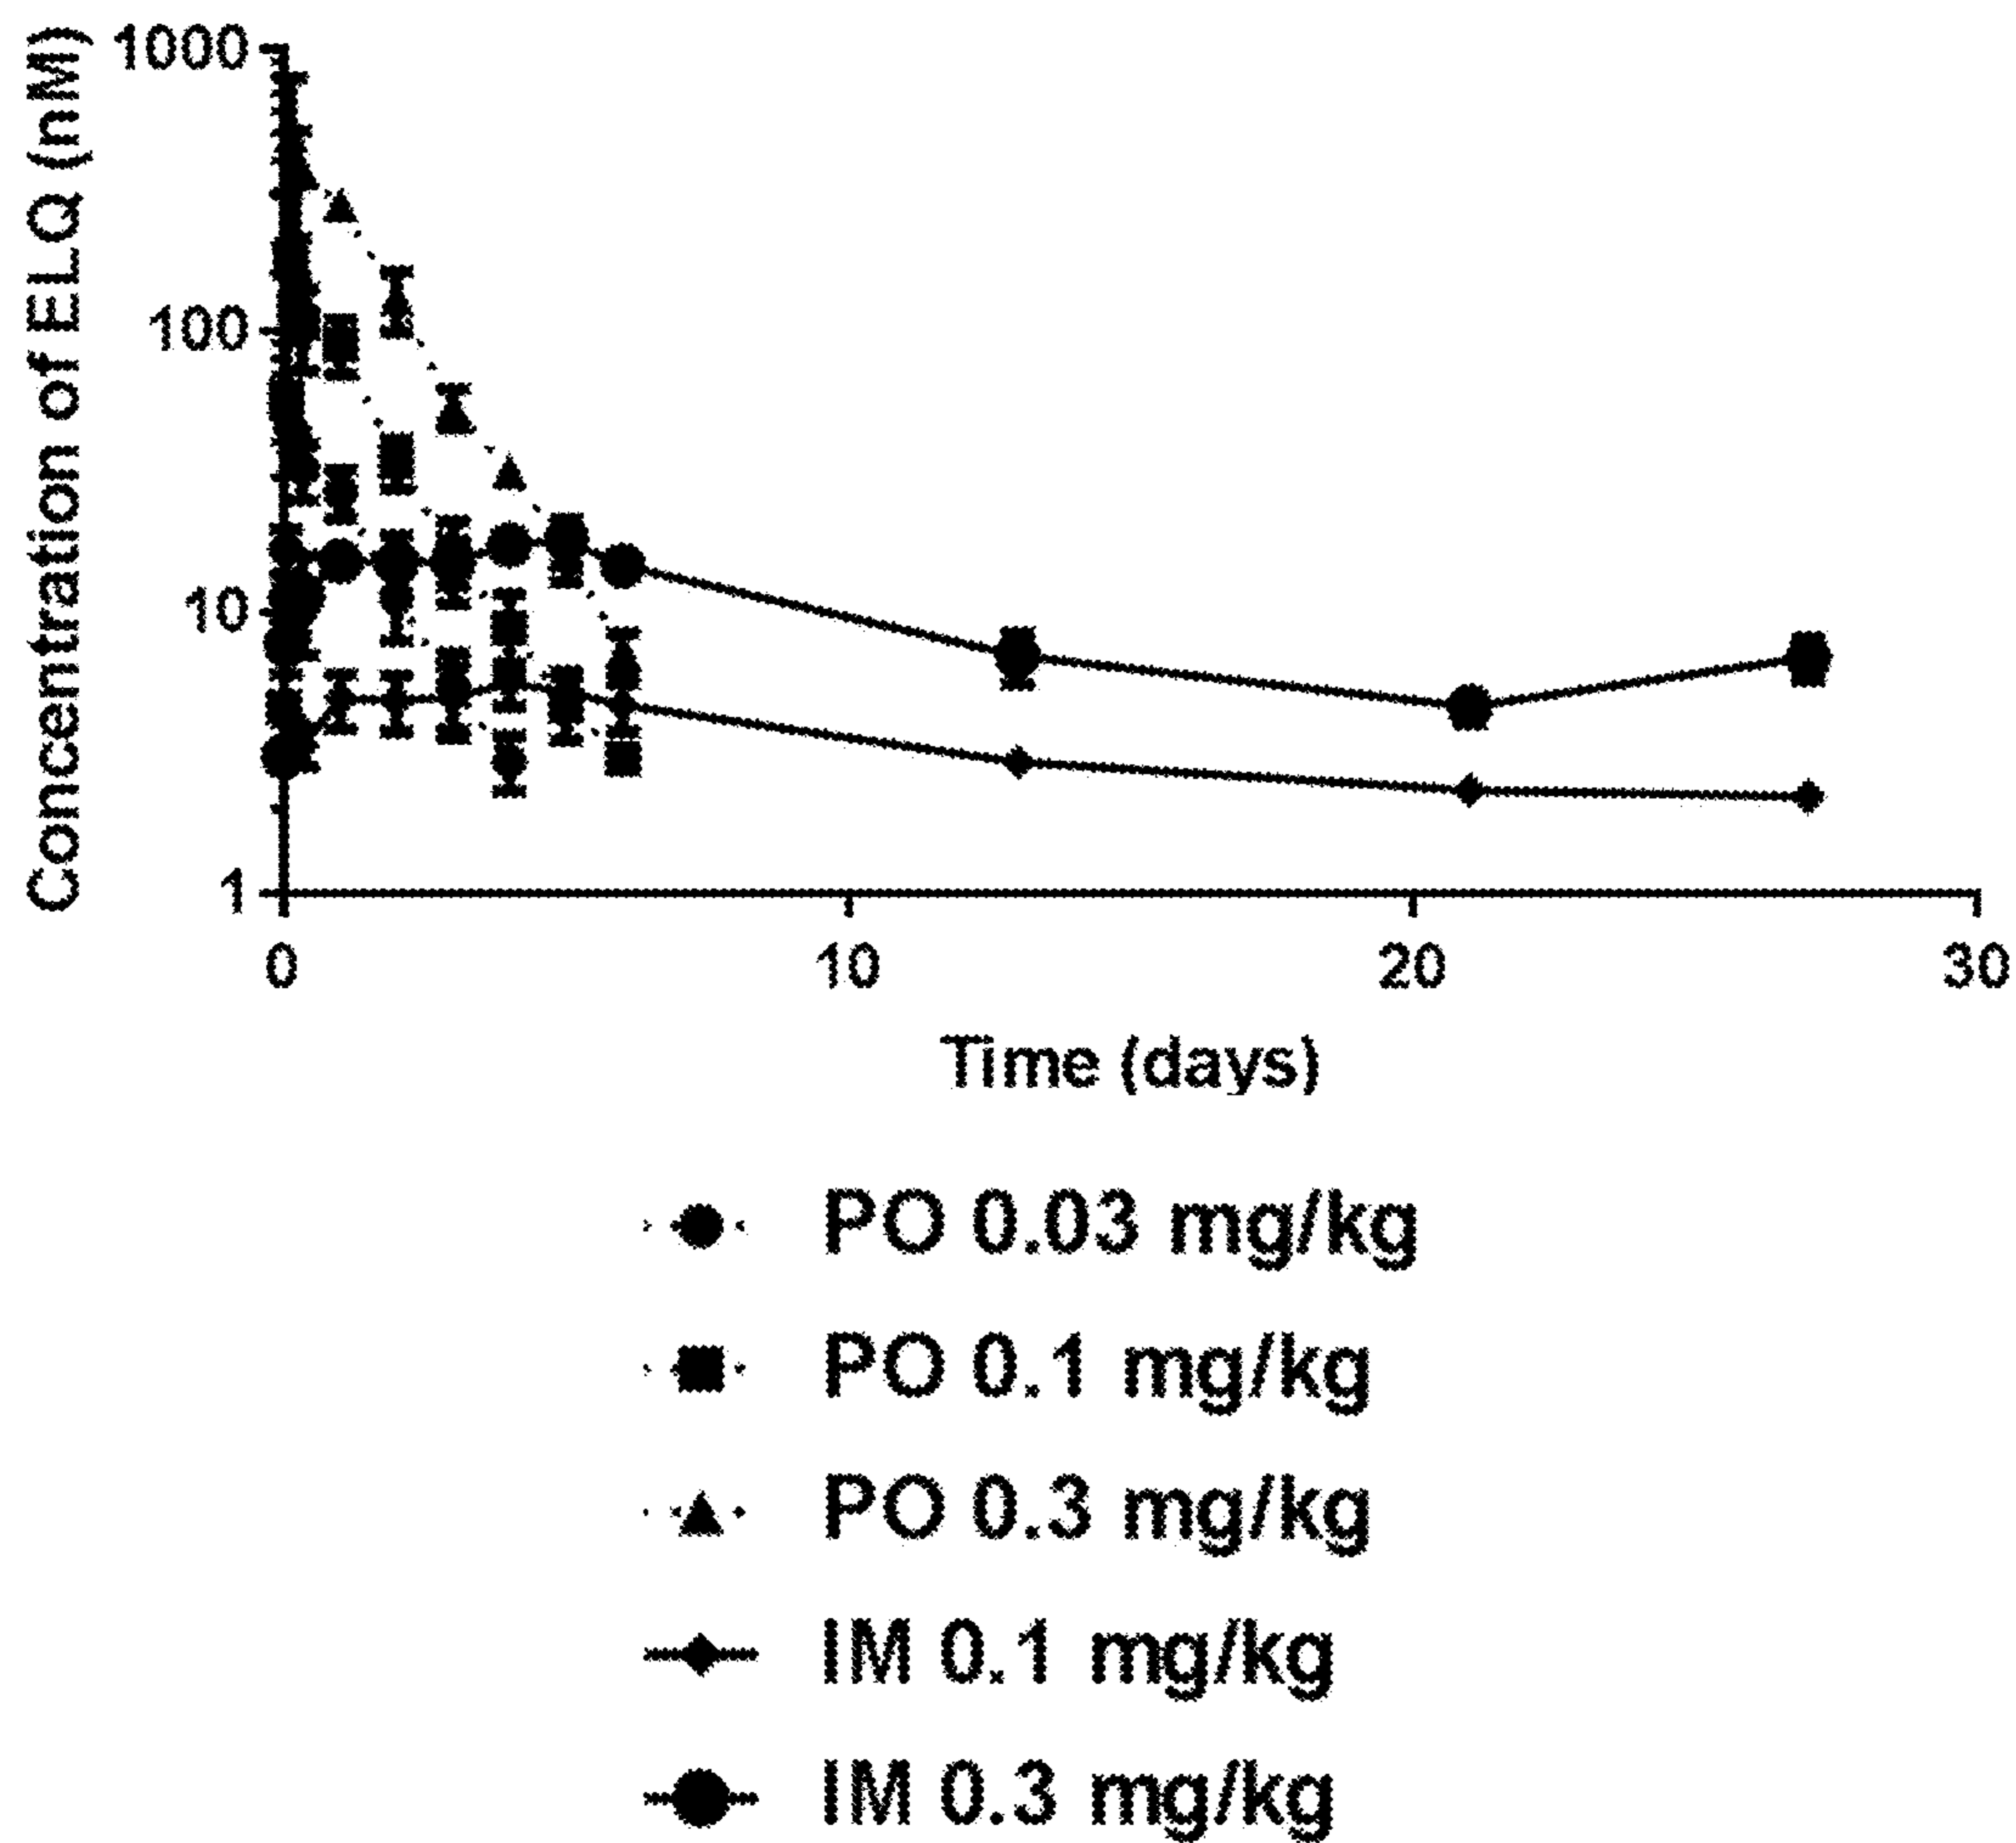 Concentration of ELQ (nM)
1000
100
10
1
0 10 20 30
Time (days)
PO 0.03 mg/kg
PO 0.1 mg/kg
PO 0.3 mg/kg
IM 0.1 mg/kg
IM 0.3 mg/kg